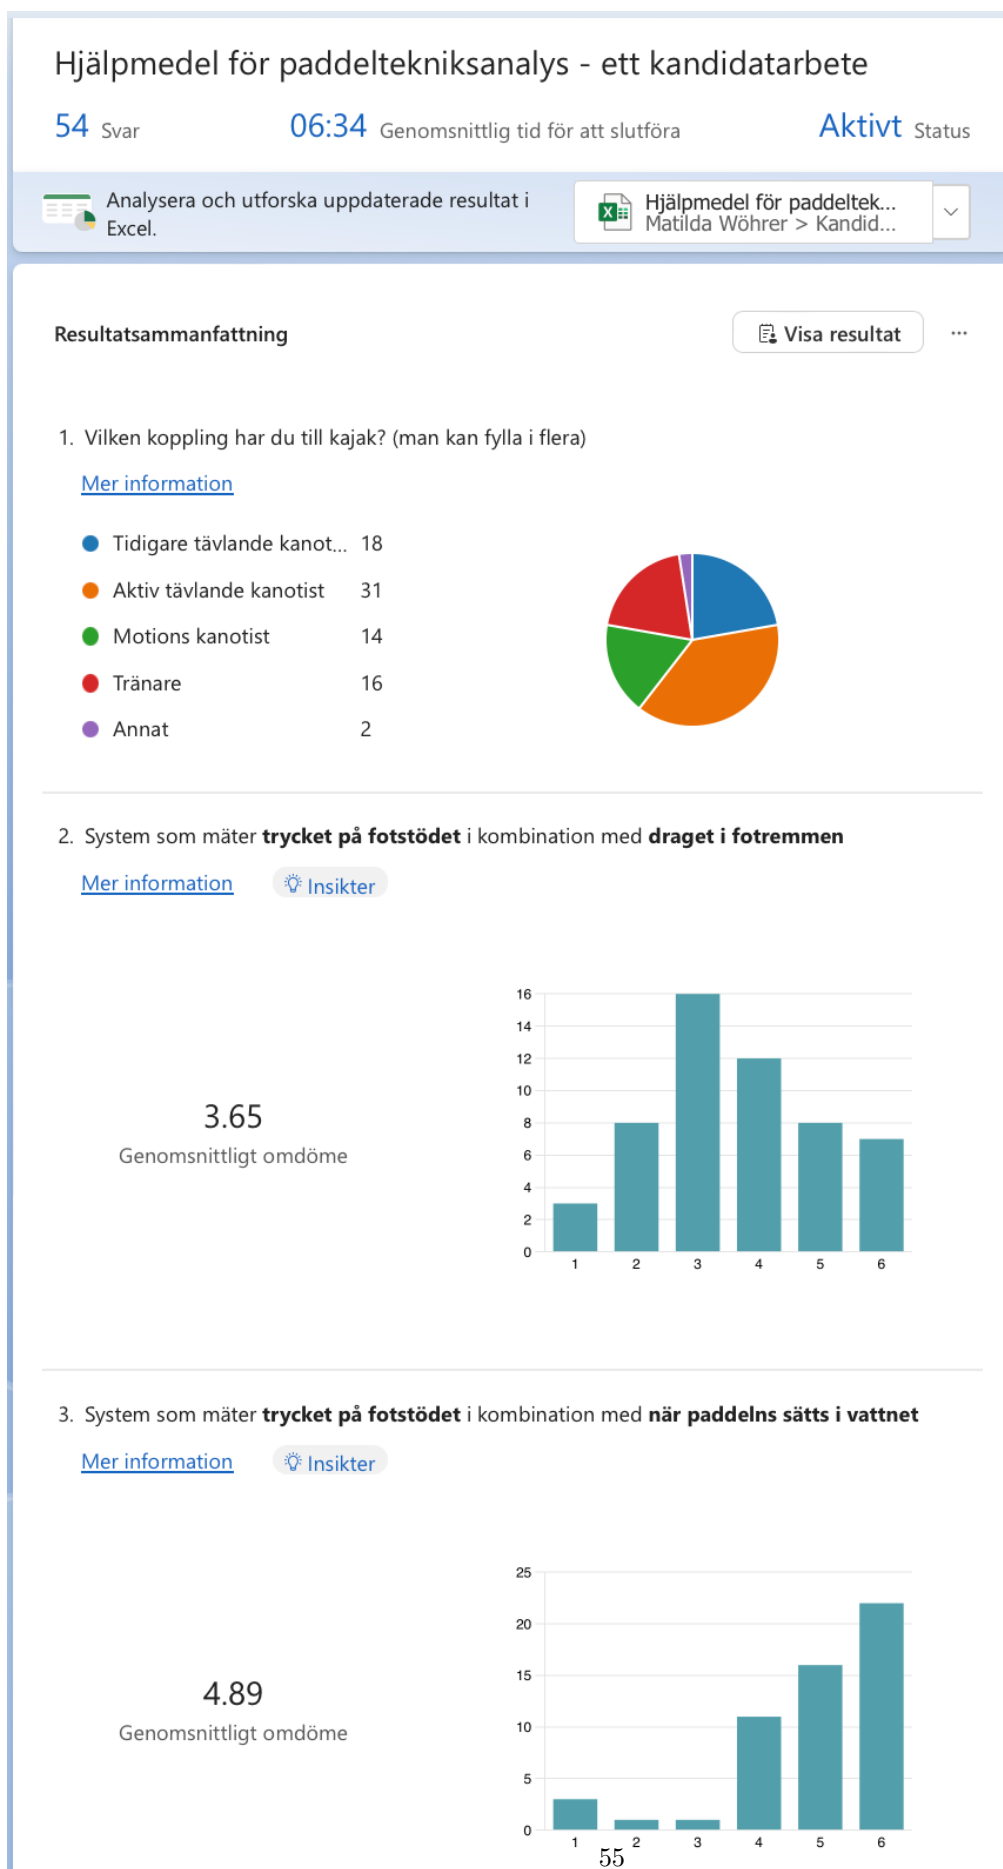 Hjälpmedel för paddeltekniksanalys - ett kandidatarbete
54 Svar 06:34 Genomsnittlig tid för att slutföra Aktivt Status
Analysera och utforska uppdaterade resultat i
Excel.
Hjälpmedel för paddeltek...
Matilda Wöhrer > Kandid...
Resultatsammanfattning
Visa resultat ...
1. Vilken koppling har du till kajak? (man kan fylla i flera)
Mer information
Tidigare tävlande kanot... 18
Aktiv tävlande kanotist 31
Motions kanotist 14
Tränare 16
Annat 2
2. System som mäter trycket på fotstödet i kombination med draget i fotremmen
Mer information Insikter
3.65
Genomsnittligt omdöme
16
14
12
10
8
6
4
2
0
1 2 3 4 5 6
3. System som mäter trycket på fotstödet i kombination med när paddelns sätts i vattnet
Mer information Insikter
4.89
Genomsnittligt omdöme
25
20
15
10
5
0
1 2 3 4 5 6
55